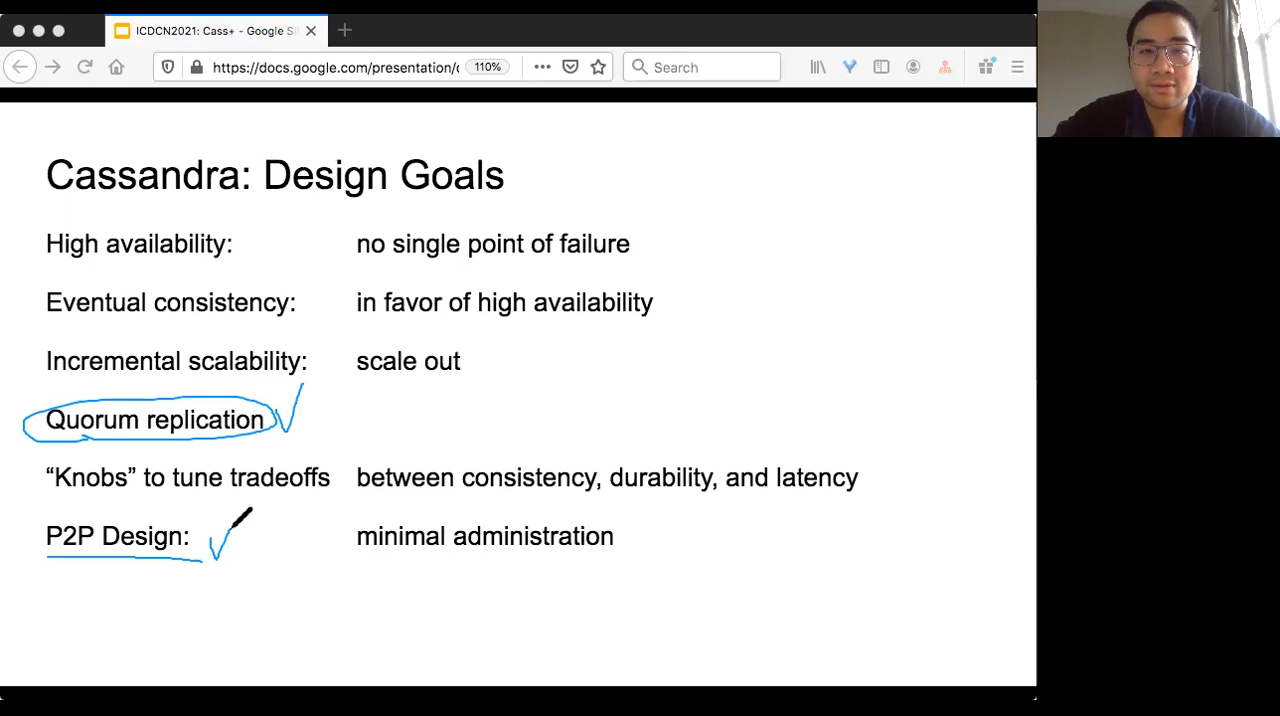 ICDCN2021: Cass+ - Google Sl
https://docs.google.com/presentation/
110%
Search
Cassandra: Design Goals
High availability: no single point of failure
Eventual consistency: in favor of high availability
Incremental scalability: scale out
Quorum replication
“Knobs” to tune tradeoffs between consistency, durability, and latency
P2P Design: minimal administration